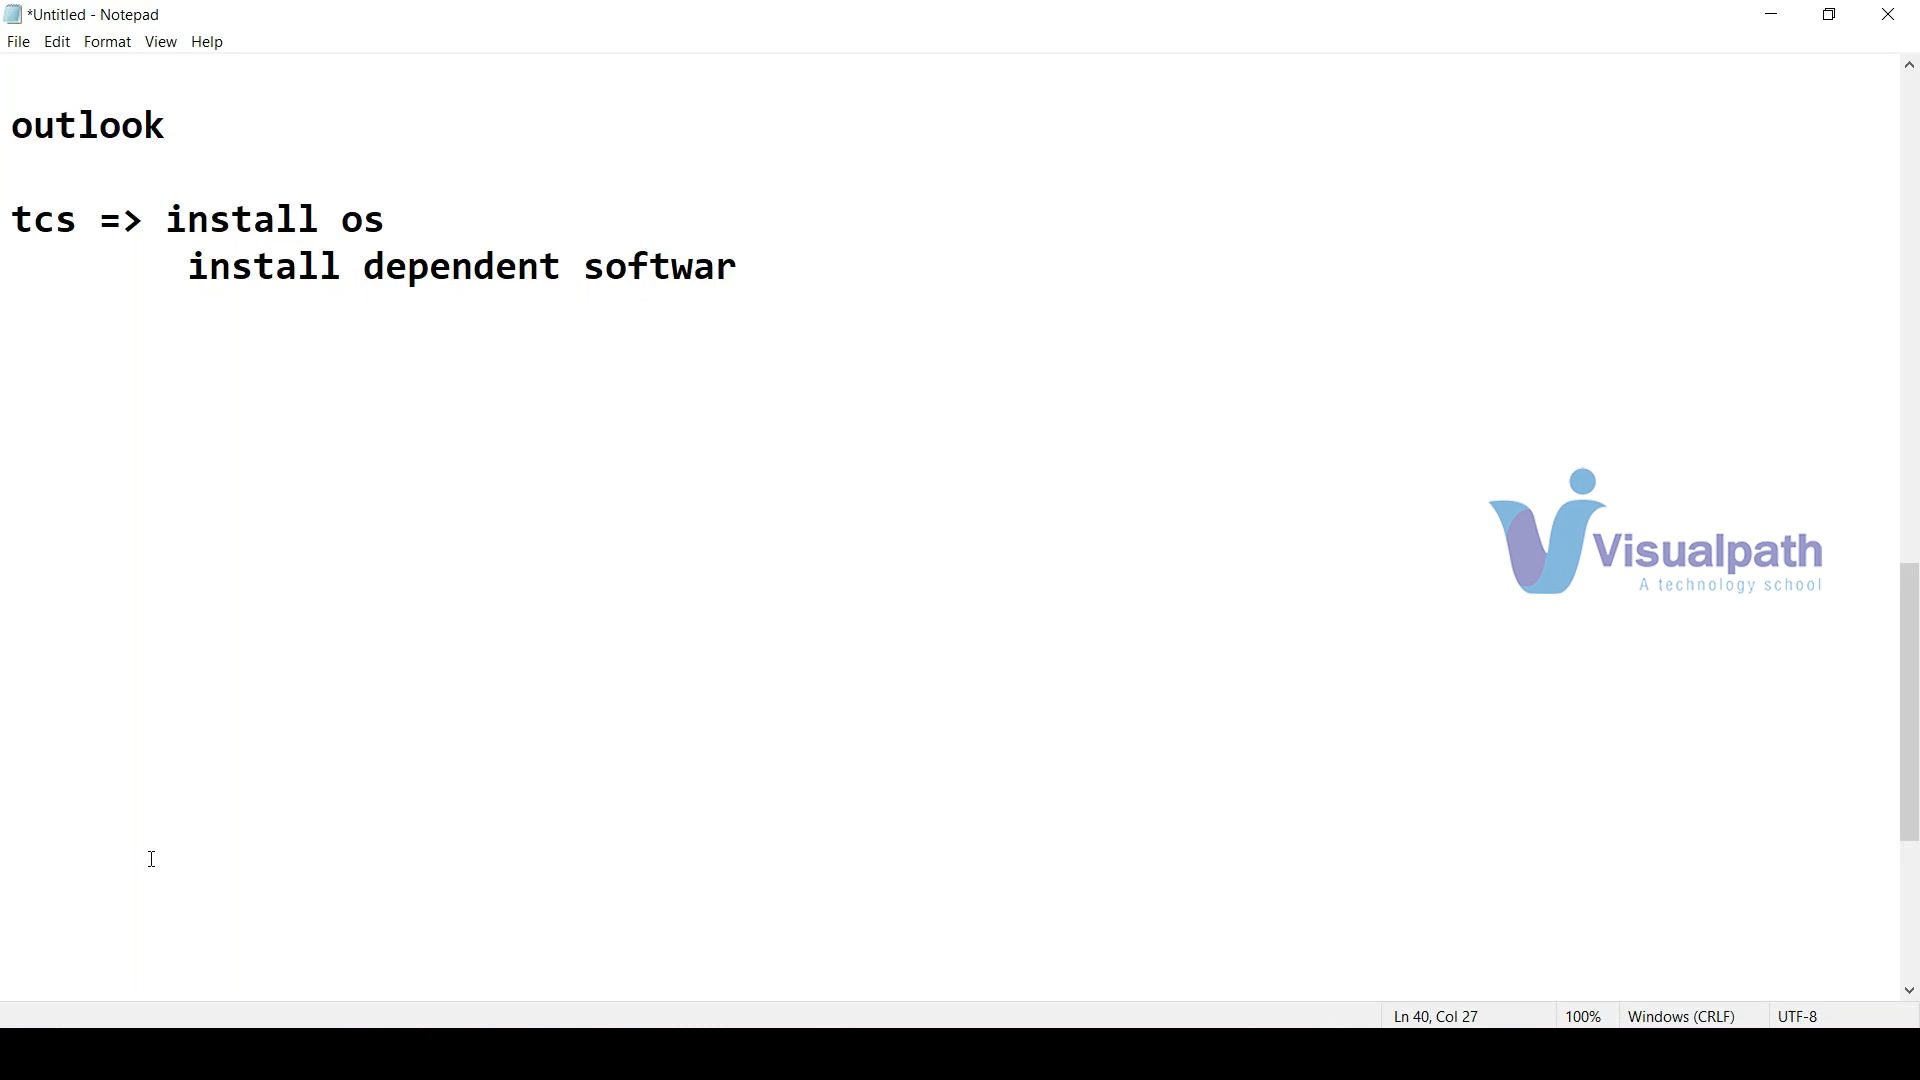 *Untitled - Notepad
File Edit Format View Help
outlook
tcs => install os
install dependent softwar
Visualpath
A technology school
Ln 40, Col 27 100% Windows (CRLF) UTF-8